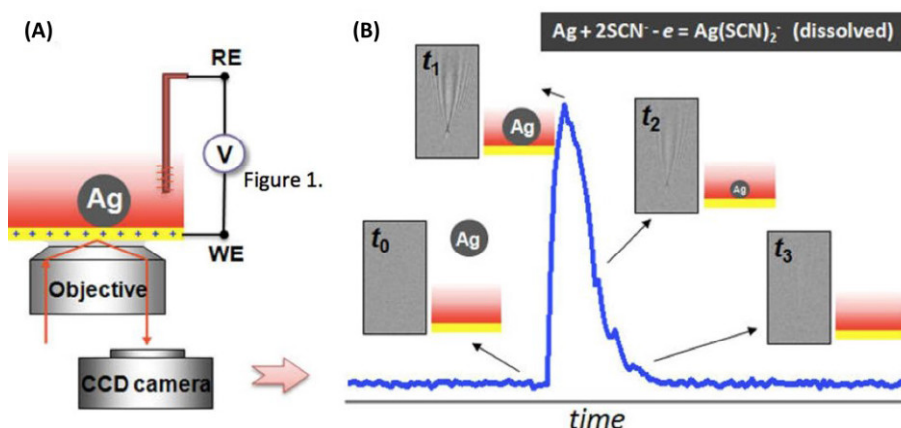 (A)
RE
V
Figure 1.
Ag
+ + + + + + + + + +
WE
Objective
CCD camera
(B)
Ag + 2SCN⁻ - e = Ag(SCN)₂⁻ (dissolved)
t₁
Ag
t₂
Ag
t₀
Ag
t₃
time